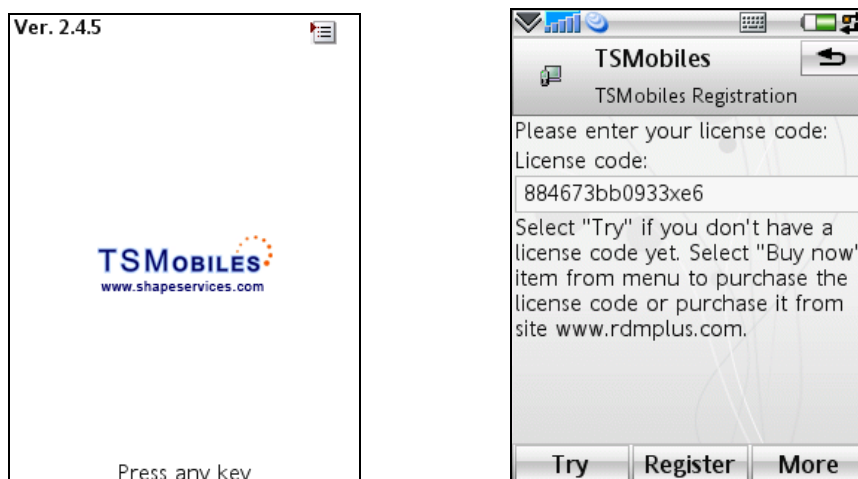 Ver. 2.4.5
TSMOBILES
www.shapeservices.com
Press any key
TSMobiles
TSMobiles Registration
Please enter your license code:
License code:
884673bb0933xe6
Select "Try" if you don't have a
license code yet. Select "Buy now"
item from menu to purchase the
license code or purchase it from
site www.rdmplus.com.
Try Register More